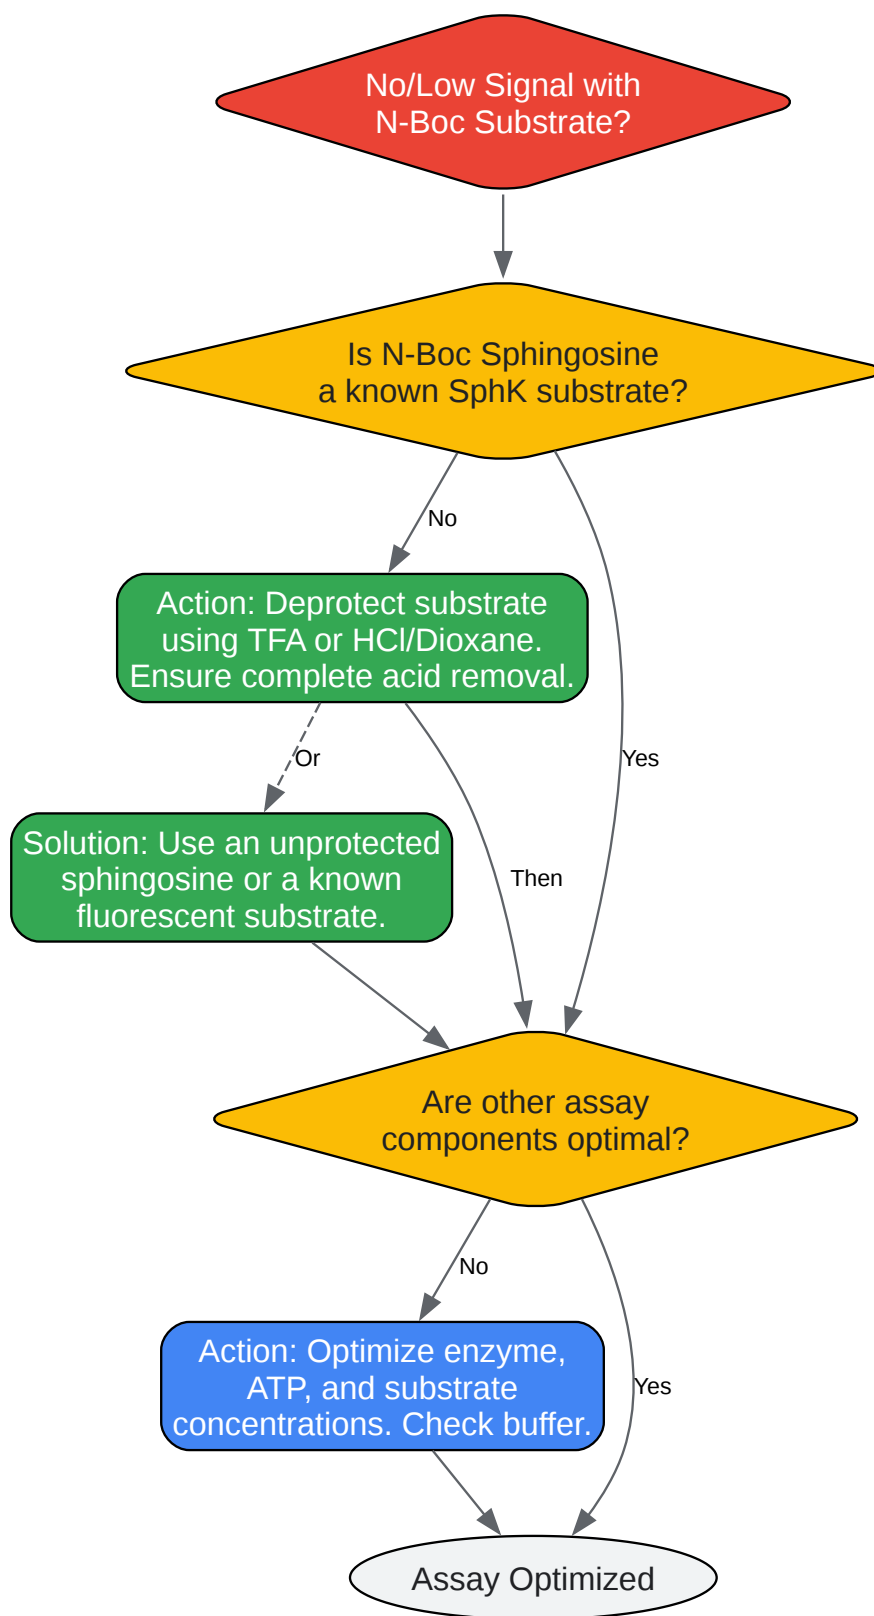 No/Low Signal with
N-Boc Substrate?
Is N-Boc Sphingosine
a known SphK substrate?
No
Action: Deprotect substrate
using TFA or HCl/Dioxane.
Ensure complete acid removal.
Or
Yes
Solution: Use an unprotected
sphingosine or a known
fluorescent substrate.
Then
Are other assay
components optimal?
No
Action: Optimize enzyme,
ATP, and substrate
concentrations. Check buffer.
Yes
Assay Optimized